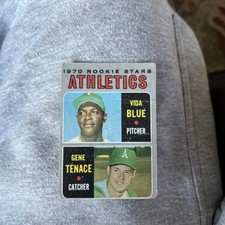 1970 ROOKIE STARS
ATHLETICS
VIDA
BLUE
PITCHER
GENE
TENACE
CATCHER
A